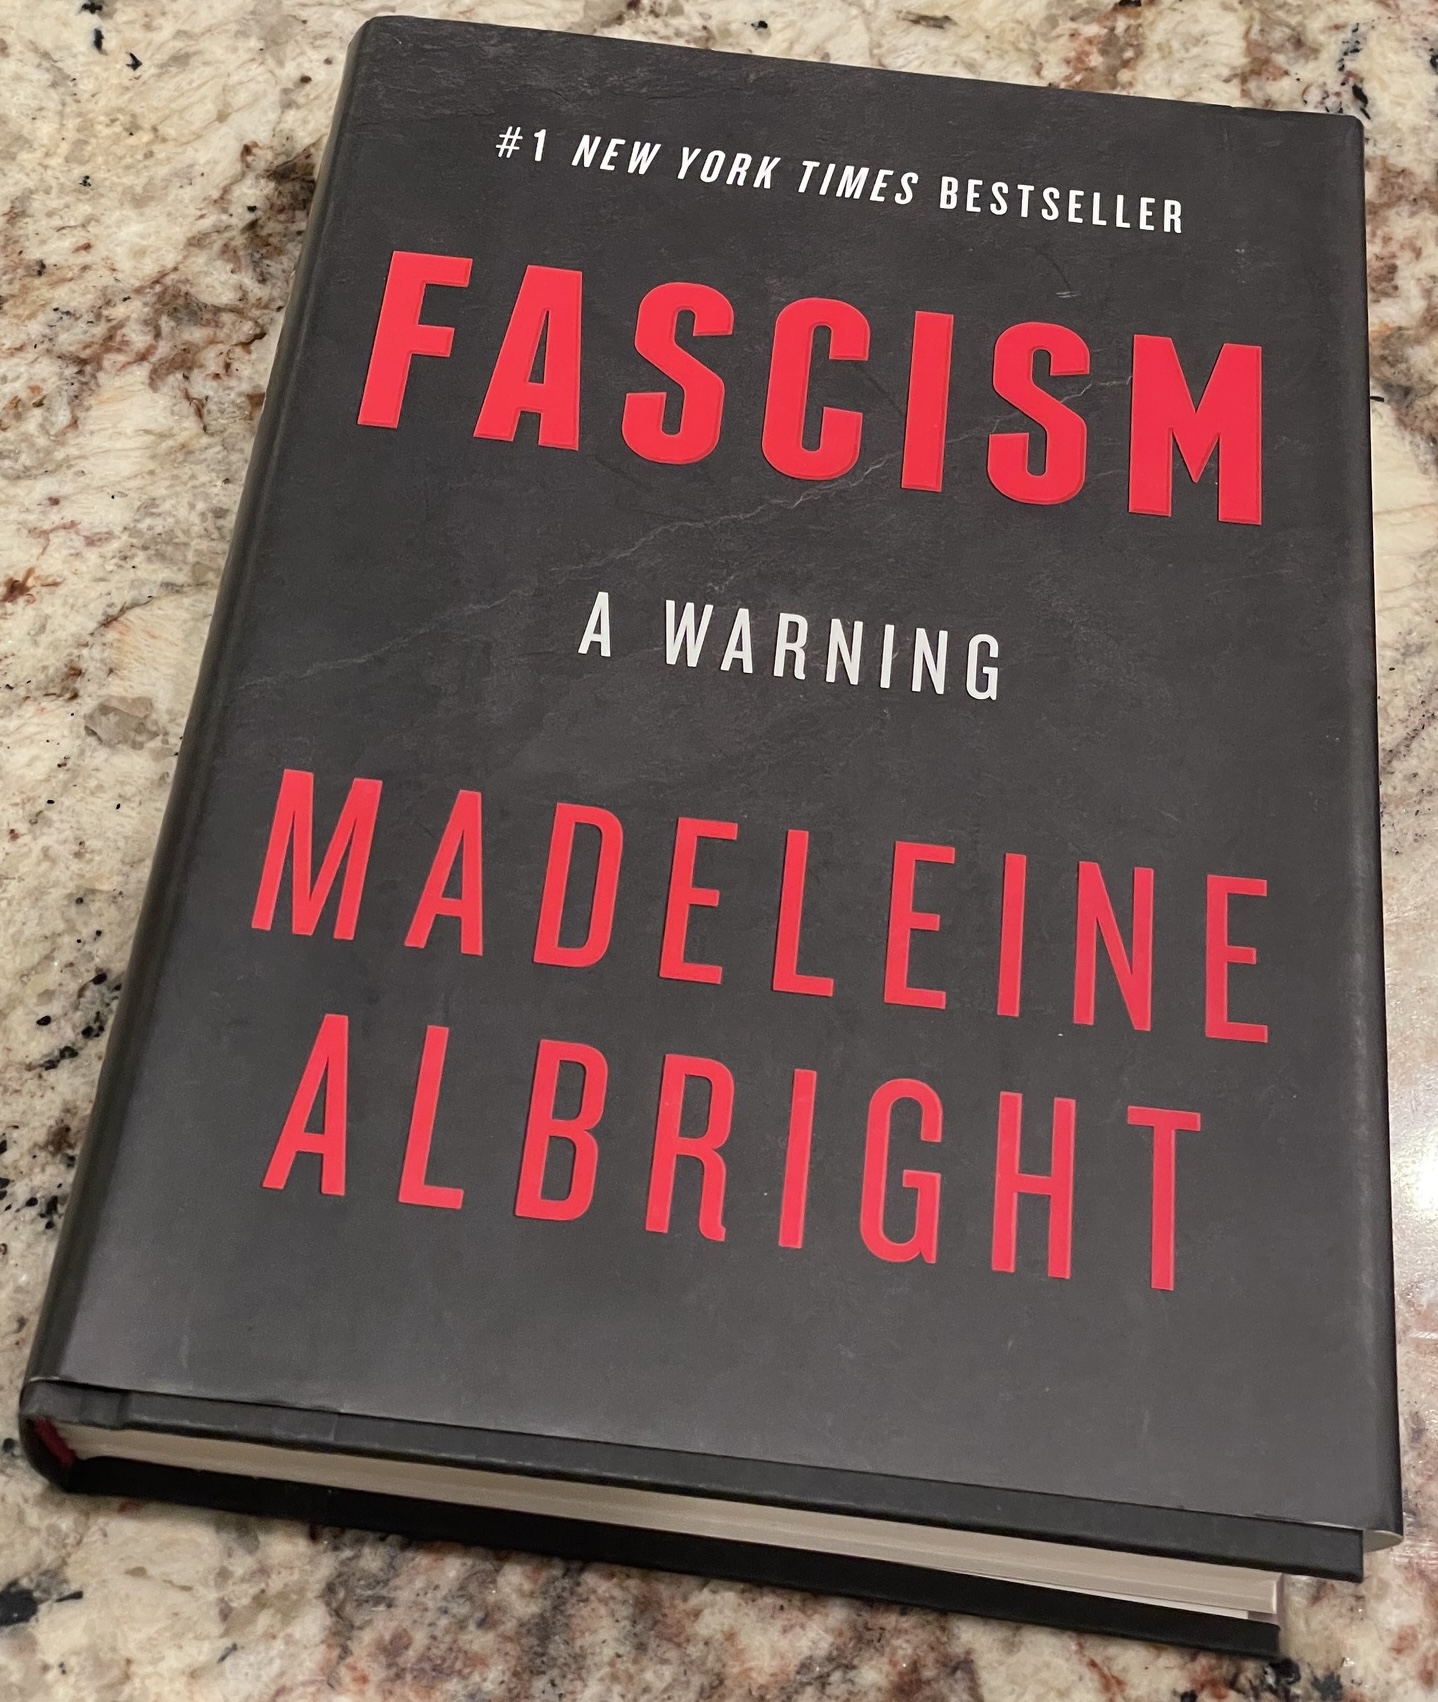 #1 NEW YORK TIMES BESTSELLER
FASCISM
A WARNING
MADELEINE
ALBRIGHT